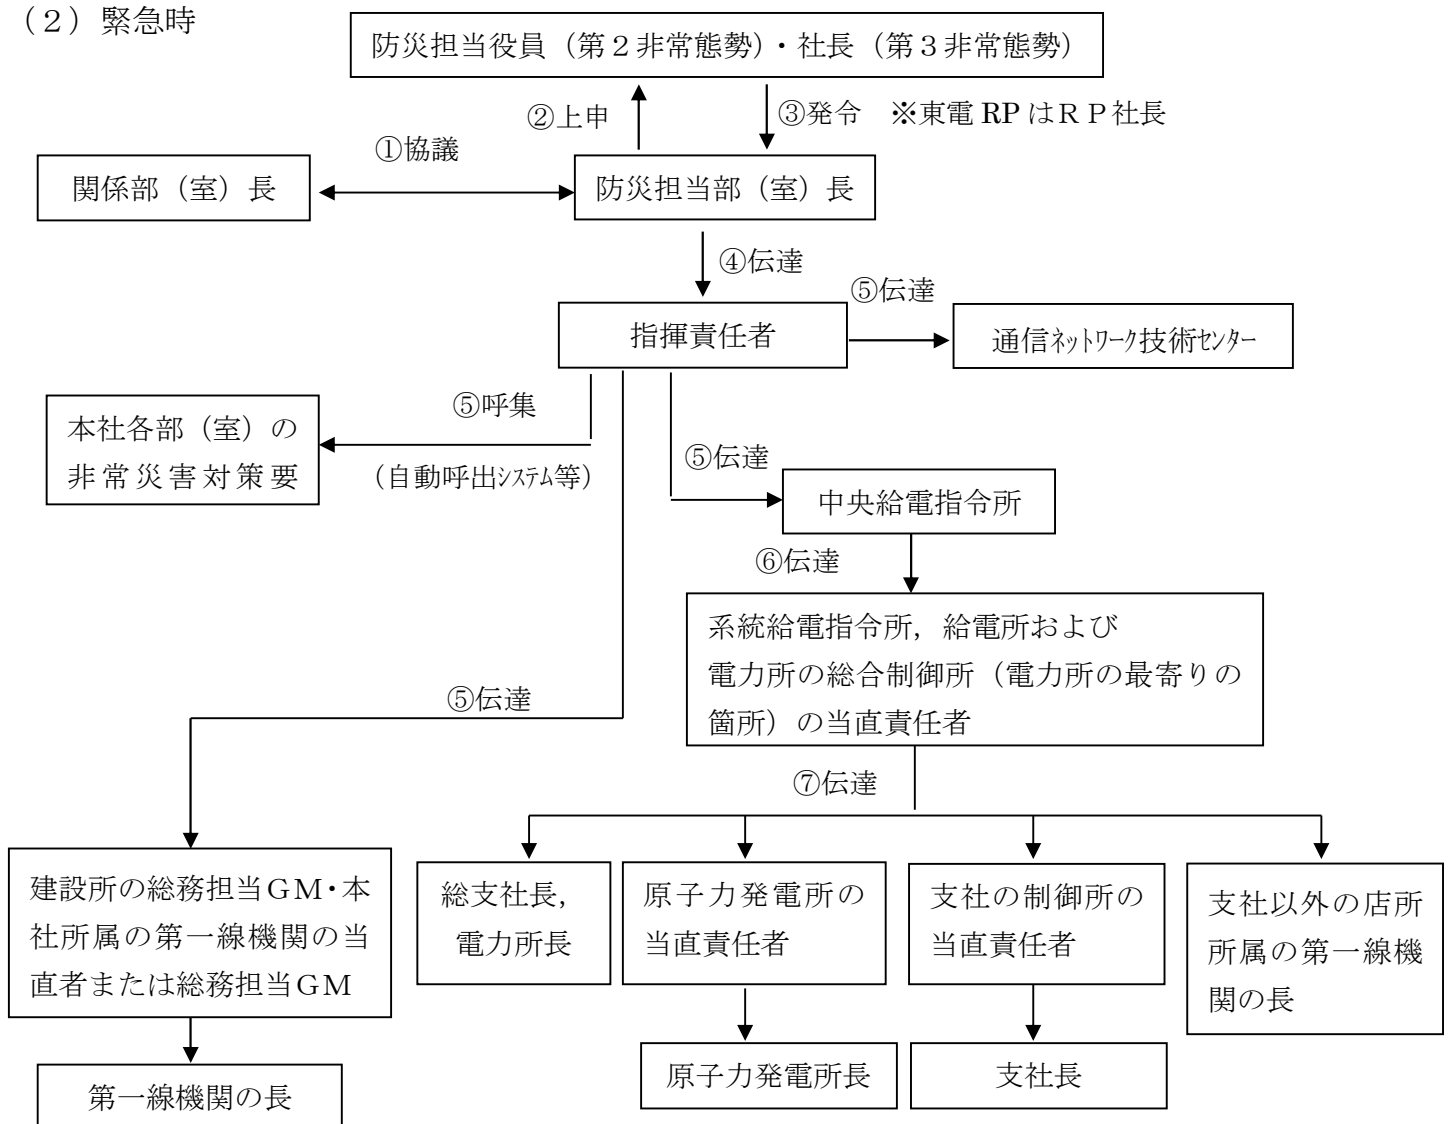 (２) 緊急時
防災担当役員（第２非常態勢）・社長（第３非常態勢）
②上申
③発令　※東電 RP はＲＰ社長
①協議
関係部（室）長
防災担当部（室）長
④伝達
⑤伝達
指揮責任者
通信ﾈｯﾄﾜｰｸ技術ｾﾝﾀｰ
⑤呼集
本社各部（室）の
非常災害対策要
（自動呼出ｼｽﾃﾑ等）
⑤伝達
中央給電指令所
⑥伝達
系統給電指令所，給電所および
電力所の総合制御所（電力所の最寄りの
箇所）の当直責任者
⑤伝達
⑦伝達
建設所の総務担当ＧＭ・本
社所属の第一線機関の当
直者または総務担当ＧＭ
総支社長，
電力所長
原子力発電所の
当直責任者
支社の制御所の
当直責任者
支社以外の店所
所属の第一線機
関の長
第一線機関の長
原子力発電所長
支社長